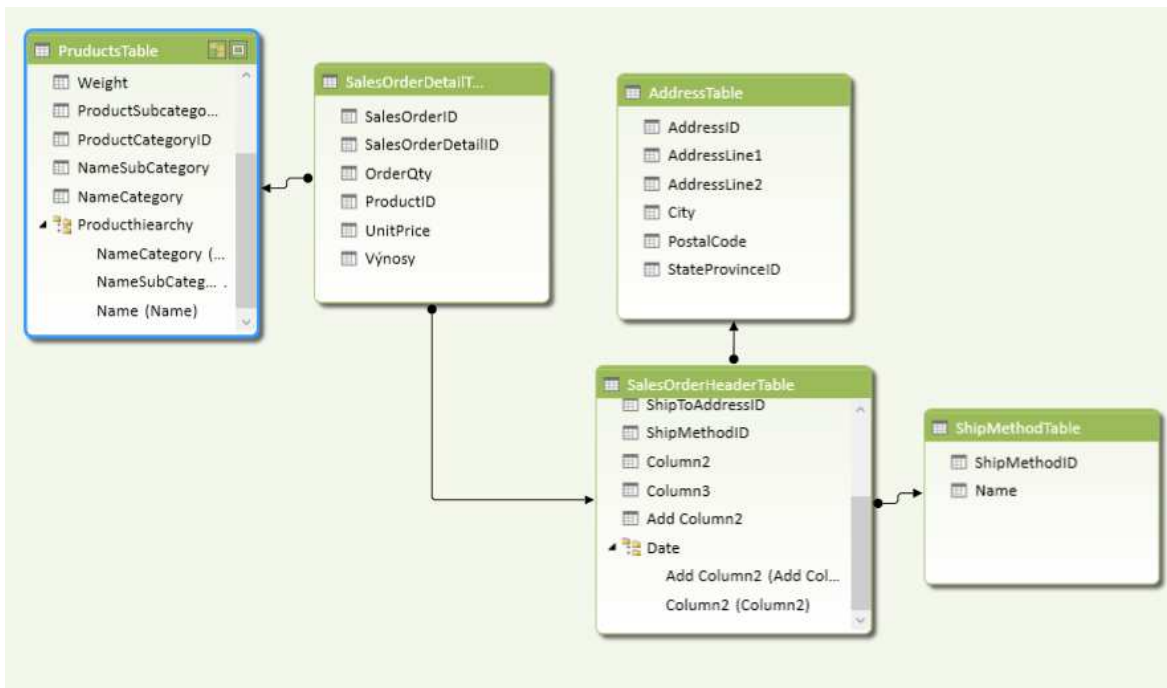 PruductsTable
Weight
ProductSubcatego...
ProductCategoryID
NameSubCategory
NameCategory
Producthiearchy
NameCategory (...
NameSubCateg... .
Name (Name)
SalesOrderDetailT...
SalesOrderID
SalesOrderDetailID
OrderQty
ProductID
UnitPrice
Výnosy
AddressTable
AddressID
AddressLine1
AddressLine2
City
PostalCode
StateProvinceID
SalesOrderHeaderTable
ShipToAddressID
ShipMethodID
Column2
Column3
Add Column2
Date
Add Column2 (Add Col...
Column2 (Column2)
ShipMethodTable
ShipMethodID
Name